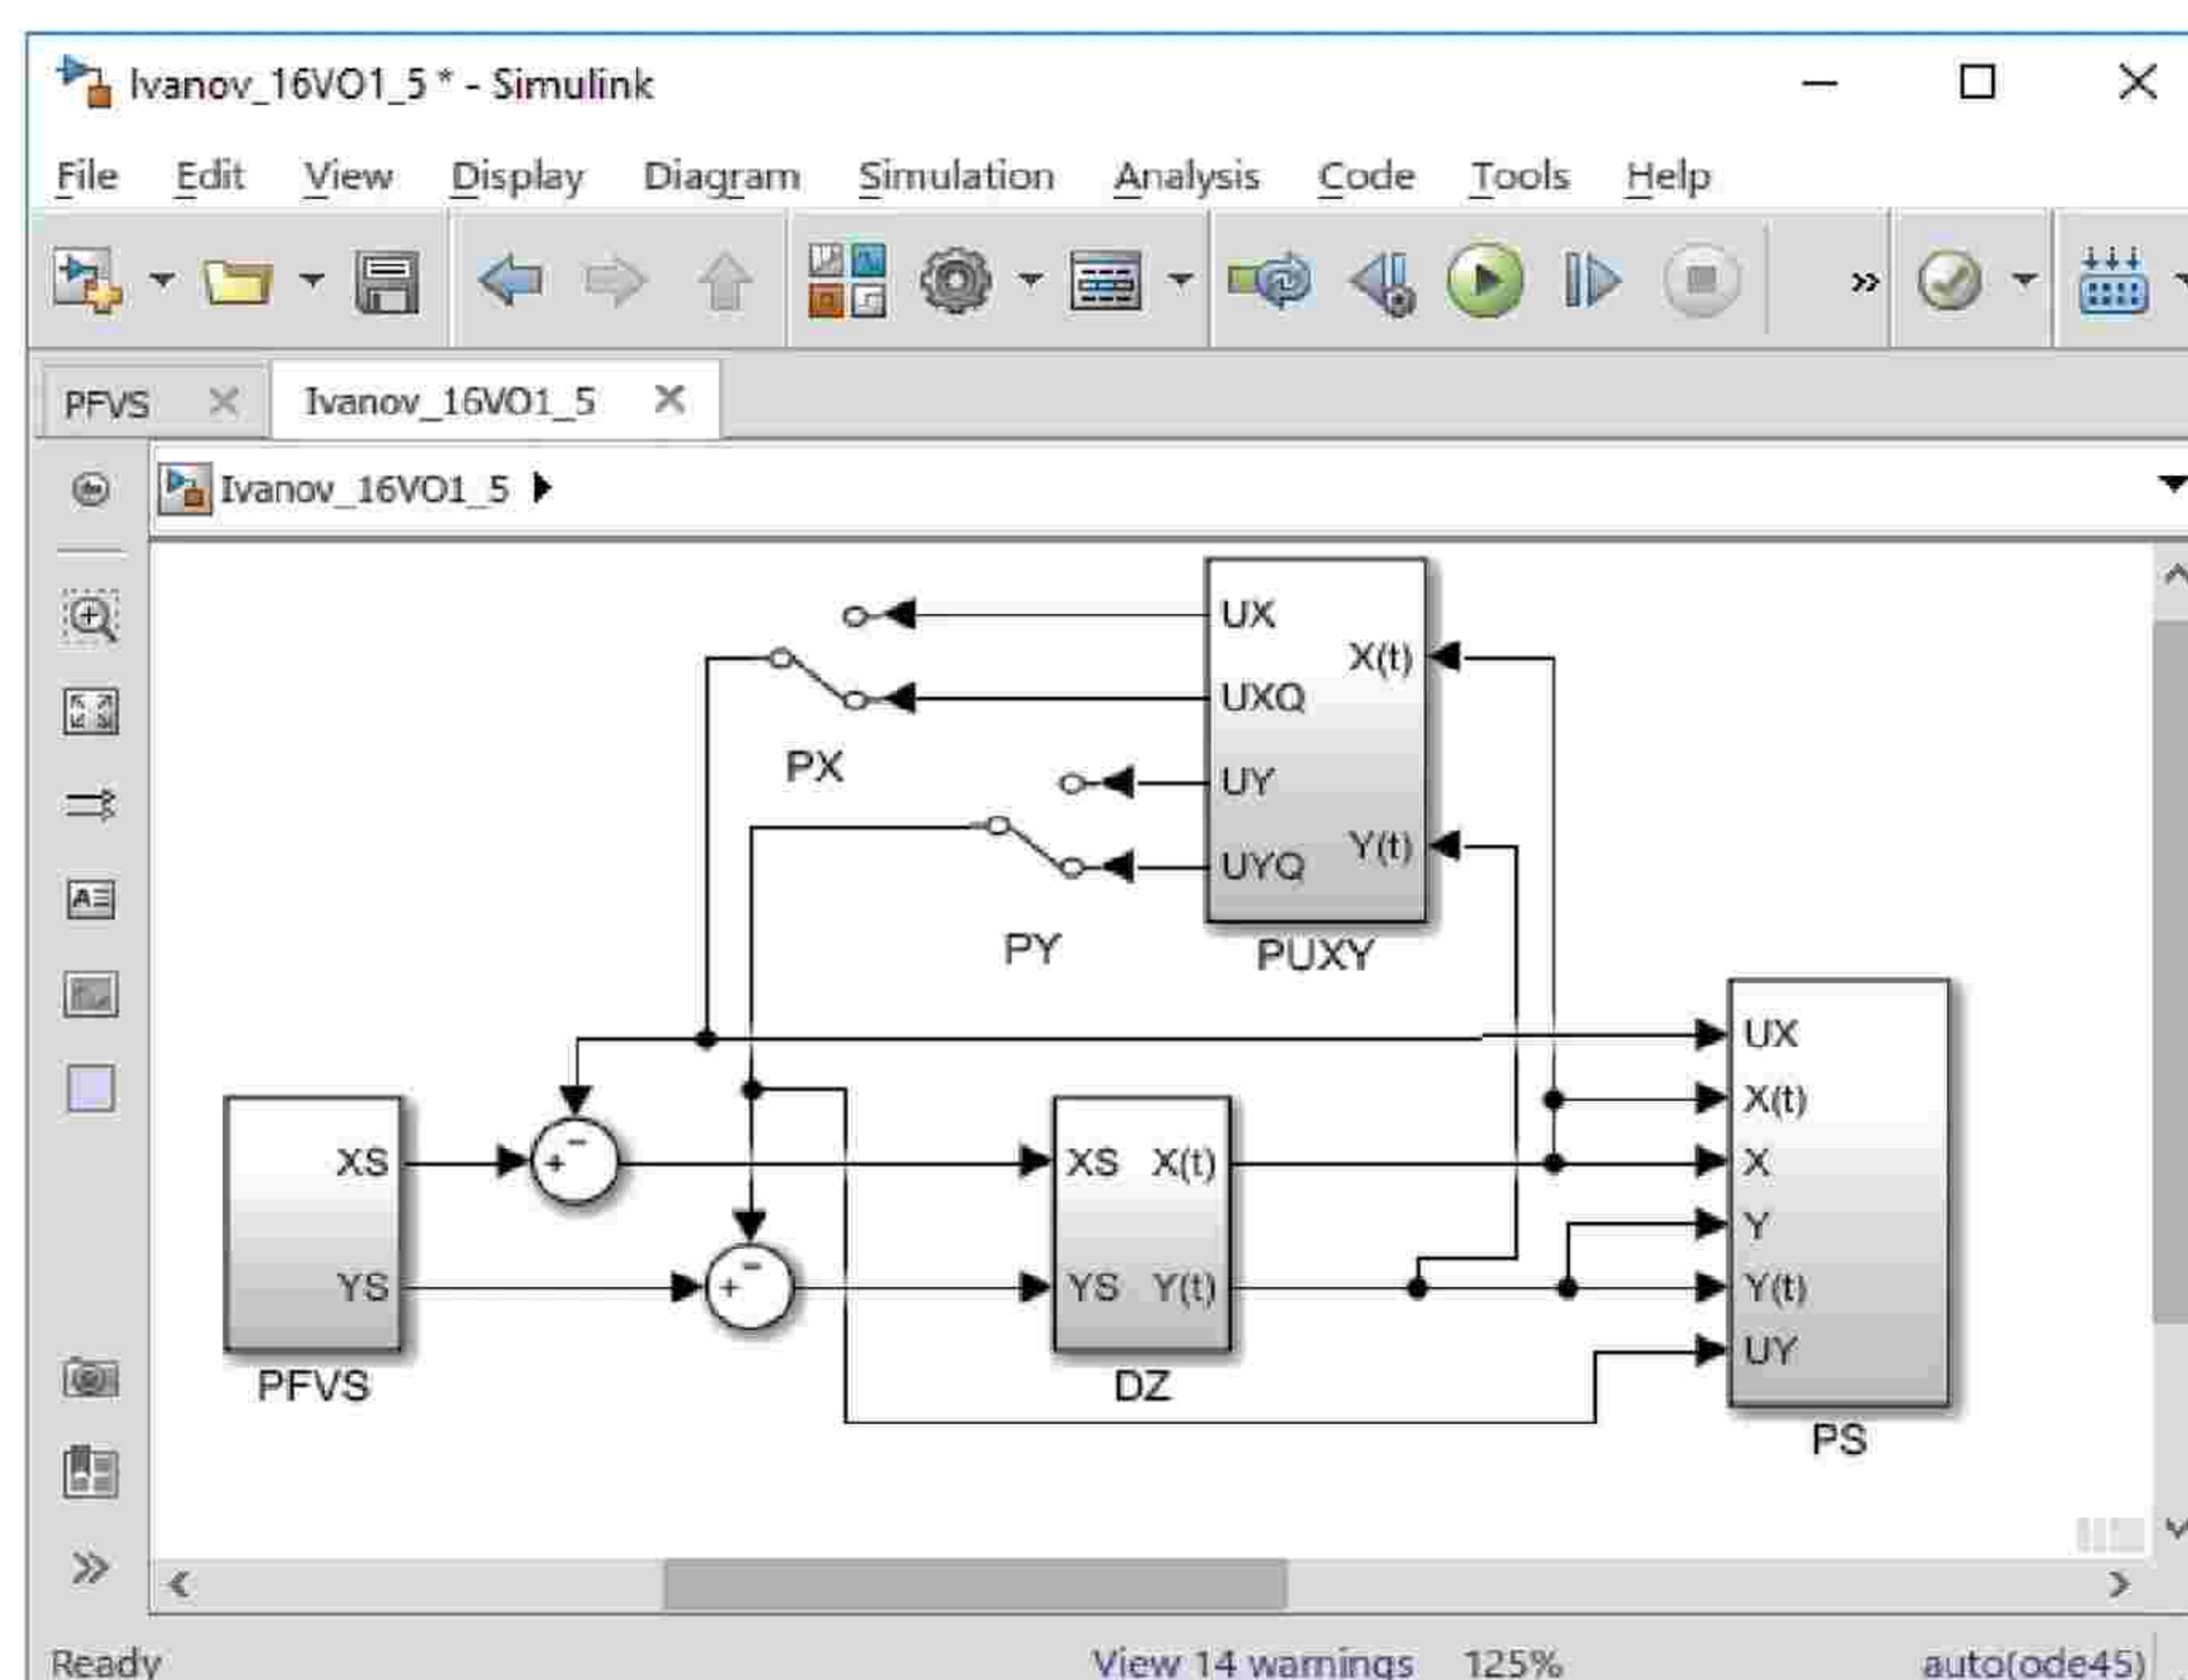 Ivanov_16VO1_5 * - Simulink
File Edit View Display Diagram Simulation Analysis Code Tools Help
PFVS Ivanov_16VO1_5
Ivanov_16VO1_5
UX
X(t)
UXQ
PX
UY
Y(t)
UYQ
PY
PUXY
UX
X(t)
XS
XS X(t)
X
Y
YS
YS Y(t)
Y(t)
UY
PFVS
DZ
PS
Ready View 14 warnings 125% auto(ode45)